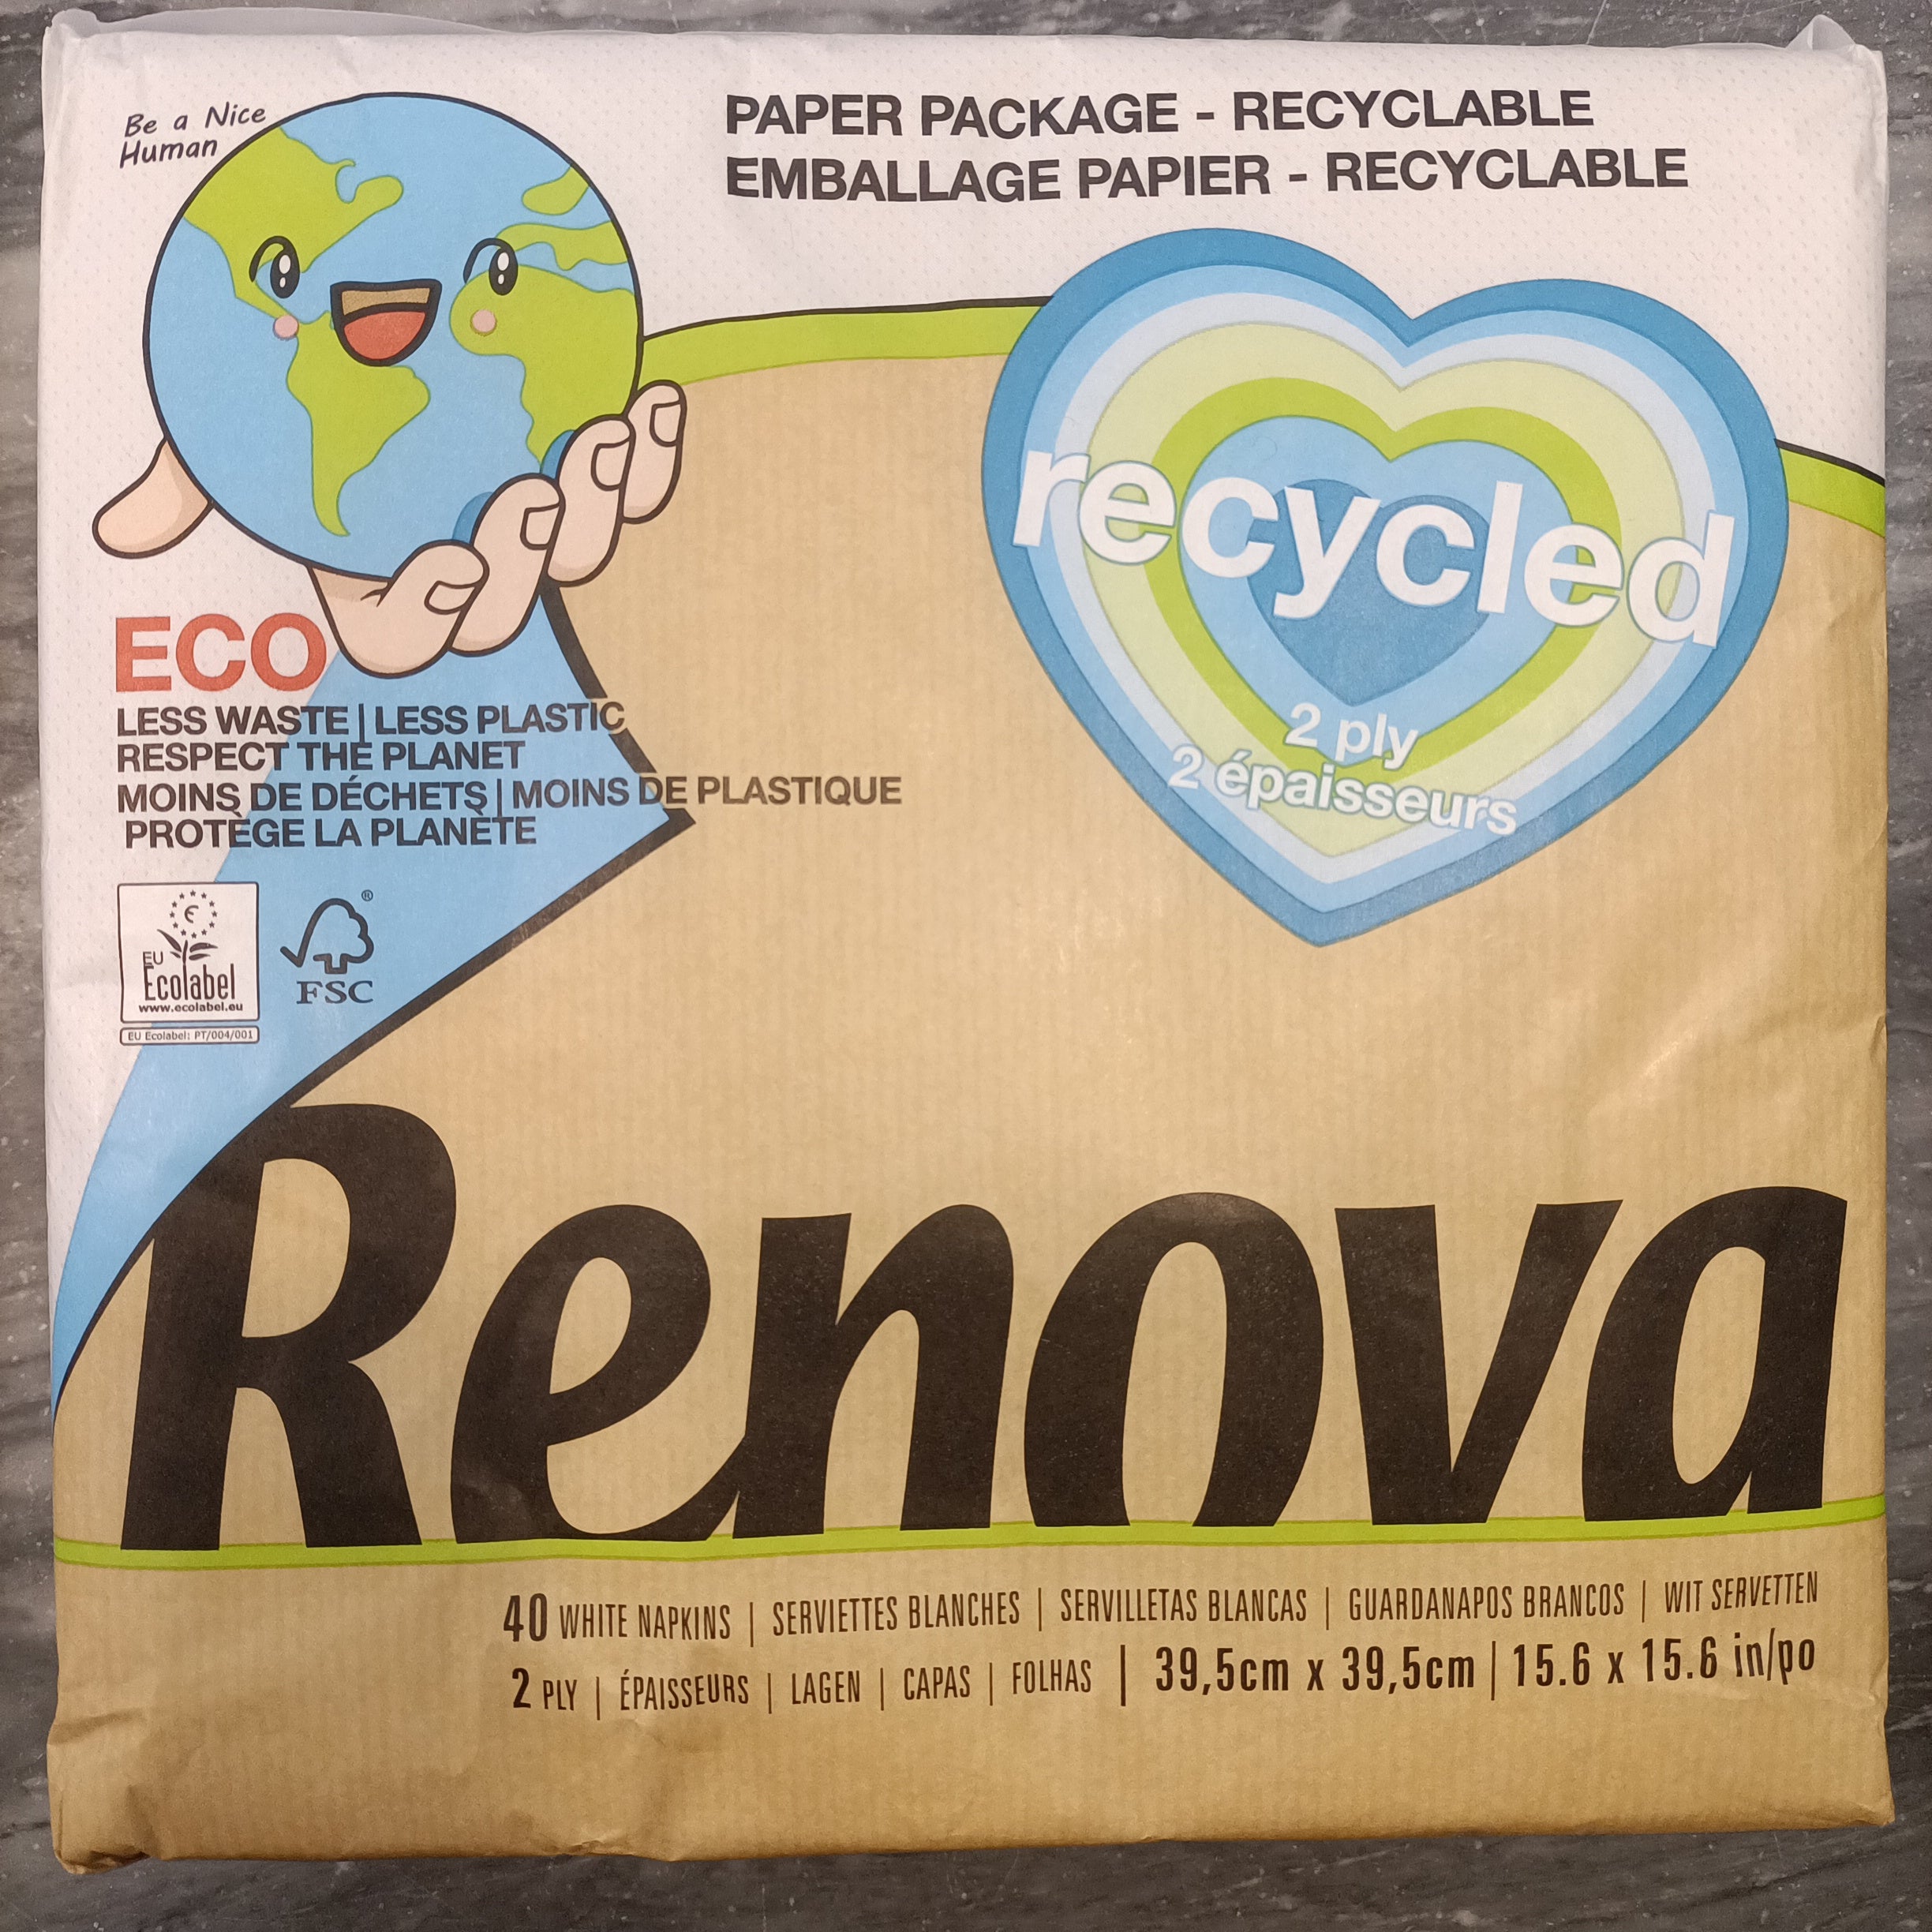 Be a Nice
Human
PAPER PACKAGE - RECYCLABLE
EMBALLAGE PAPIER - RECYCLABLE
recycled
2 ply
2 épaisseurs
ECO
LESS WASTE | LESS PLASTIC
RESPECT THE PLANET
MOINS DE DÉCHETS | MOINS DE PLASTIQUE
PROTÈGE LA PLANÈTE
EU
Ecolabel
www.ecolabel.eu
EU Ecolabel: PT/004/001
®
FSC
Renova
40 WHITE NAPKINS | SERVIETTES BLANCHES | SERVILLETAS BLANCAS | GUARDANAPOS BRANCOS | WIT SERVETTEN
2 PLY | ÉPAISSEURS | LAGEN | CAPAS | FOLHAS | 39,5cm x 39,5cm | 15.6 x 15.6 in/po